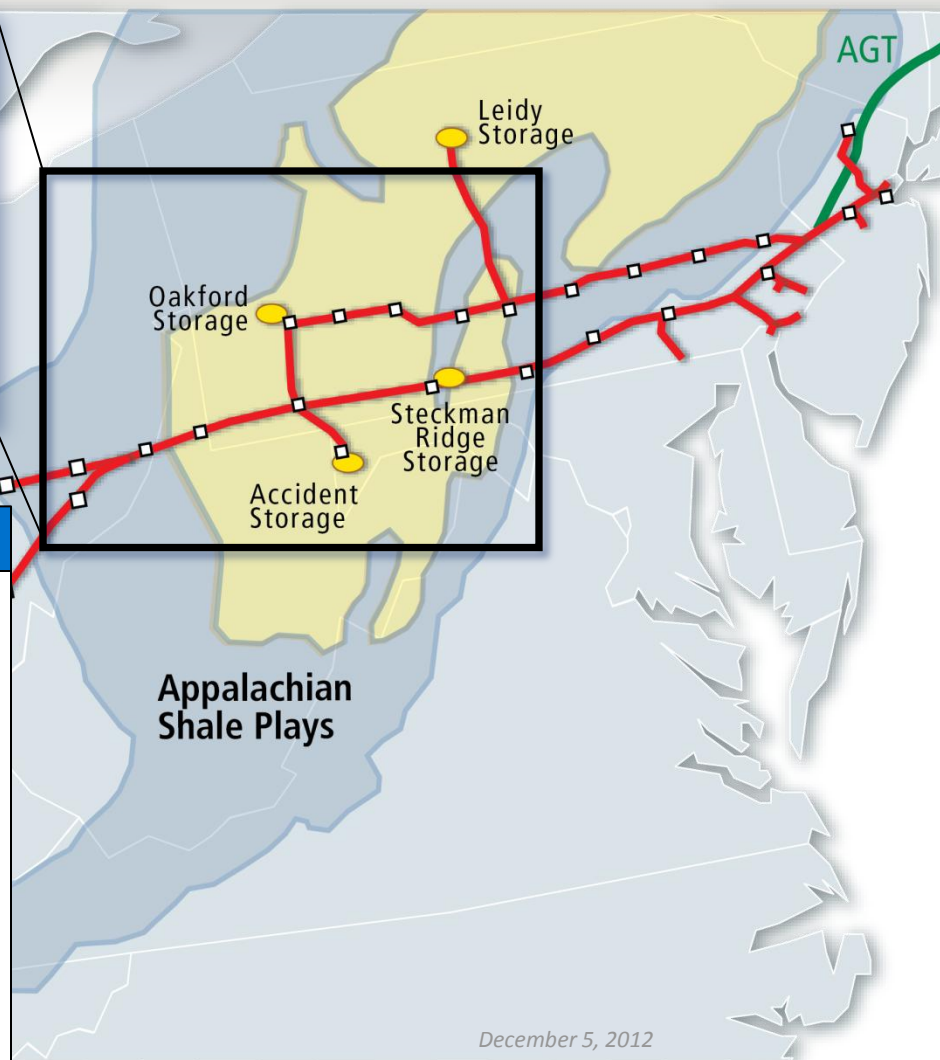 AGT
Leidy
Storage
Oakford
Storage
Steckman
Ridge
Storage
Accident
Storage
Appalachian
Shale Plays
December 5, 2012